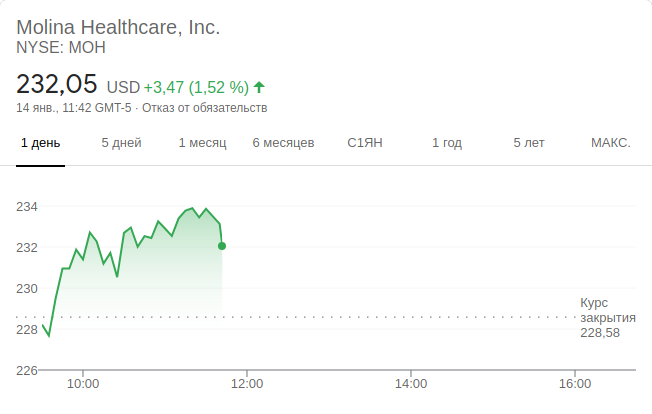 Molina Healthcare, Inc.
NYSE: MOH
232,05 USD +3,47 (1,52 %)
14 янв., 11:42 GMT-5 · Отказ от обязательств
1 день 5 дней 1 месяц 6 месяцев С1ЯН 1 год 5 лет МАКС.
234
232
230
Курс
закрытия
228,58
228
226
10:00 12:00 14:00 16:00